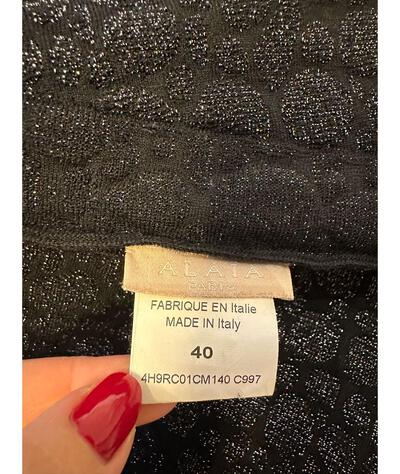 ALAÏA
PARIS
FABRIQUE EN Italie
MADE IN Italy
40
4H9RC01CM140 C997